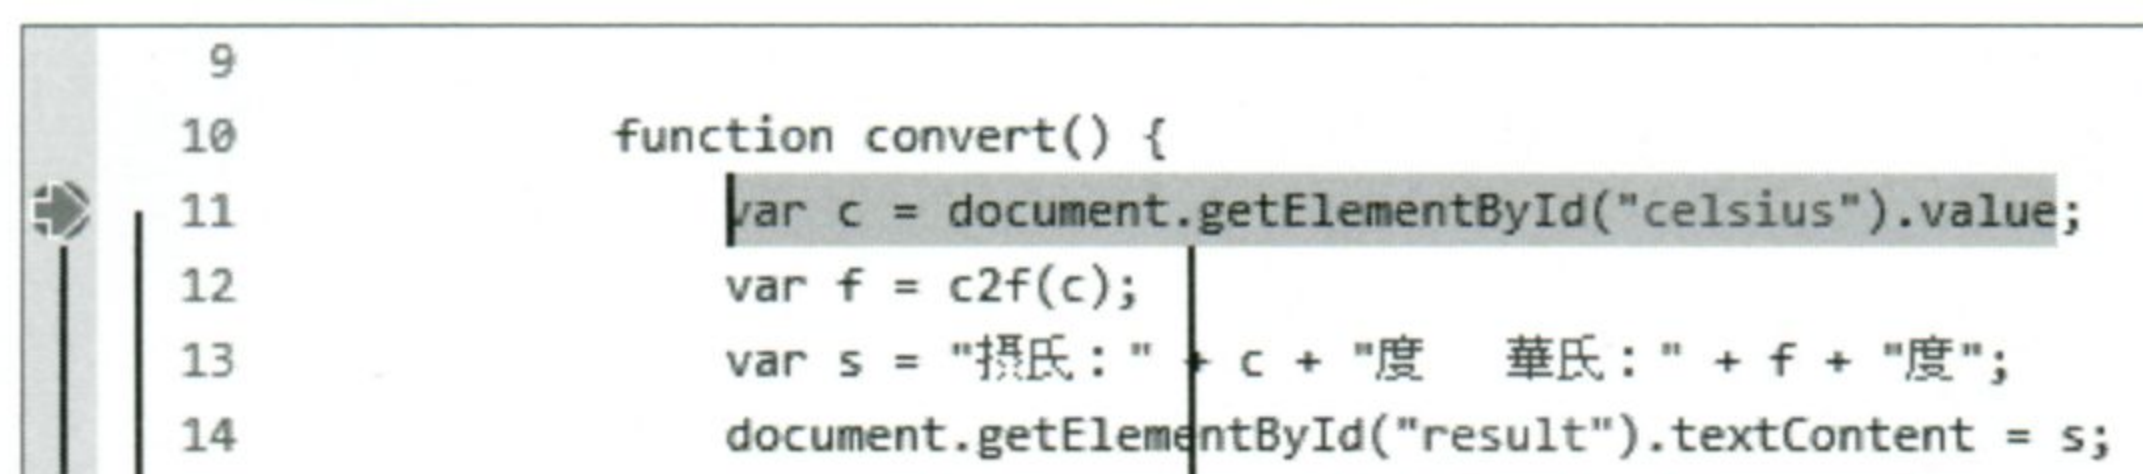 9
10 function convert() {
11 var c = document.getElementById("celsius").value;
12 var f = c2f(c);
13 var s = "摂氏：" + c + "度　華氏：" + f + "度";
14 document.getElementById("result").textContent = s;